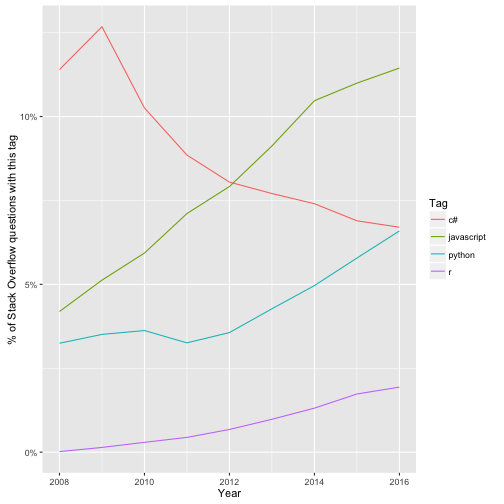 % of Stack Overflow questions with this tag
10%
5%
0%
2008
2010
2012
2014
2016
Year
Tag
c#
javascript
python
r